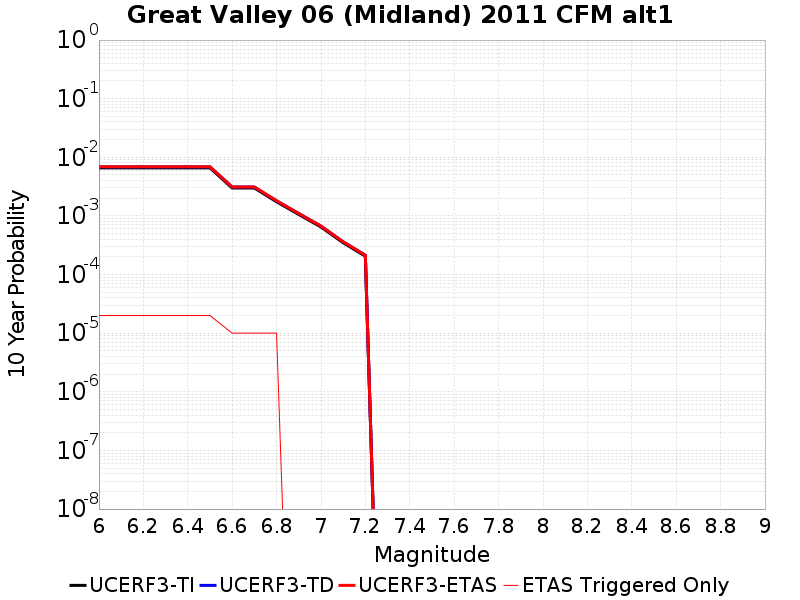 Great Valley 06 (Midland) 2011 CFM alt1
10^0
10^-1
10^-2
10^-3
10^-4
10^-5
10^-6
10^-7
10^-8
10 Year Probability
6 6.2 6.4 6.6 6.8 7 7.2 7.4 7.6 7.8 8 8.2 8.4 8.6 8.8 9
Magnitude
UCERF3-TI UCERF3-TD UCERF3-ETAS ETAS Triggered Only